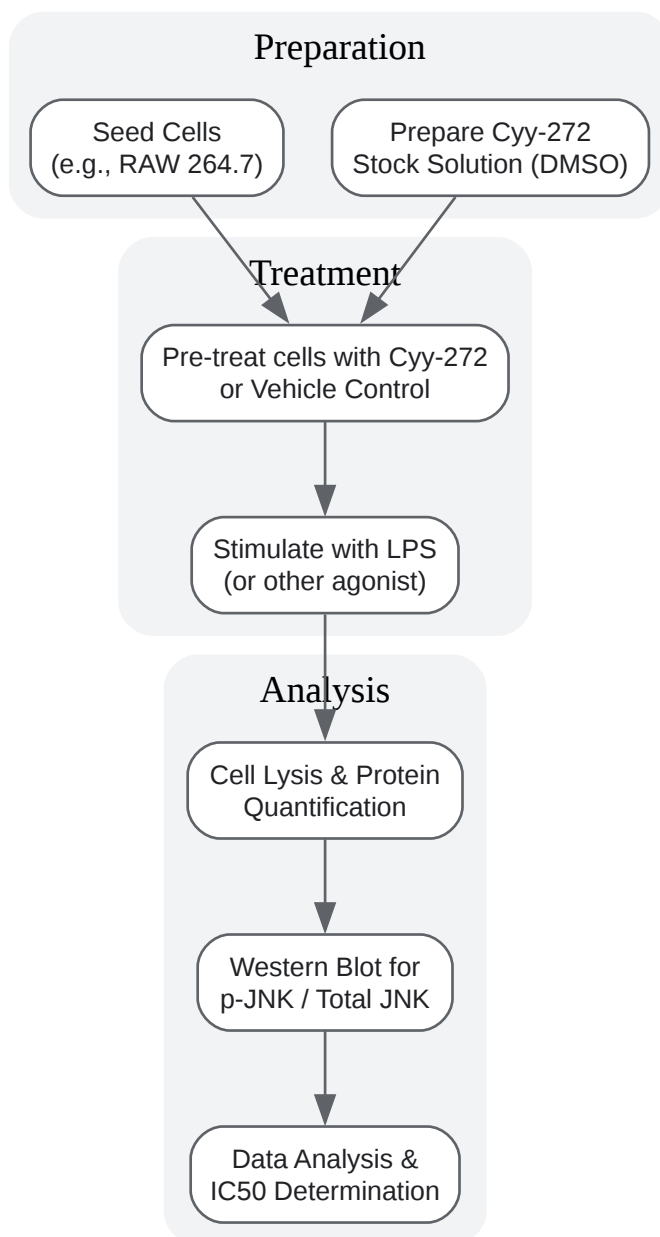 Preparation
Seed Cells
(e.g., RAW 264.7)
Prepare Cyy-272
Stock Solution (DMSO)
Treatment
Pre-treat cells with Cyy-272
or Vehicle Control
Stimulate with LPS
(or other agonist)
Analysis
Cell Lysis & Protein
Quantification
Western Blot for
p-JNK / Total JNK
Data Analysis &
IC50 Determination